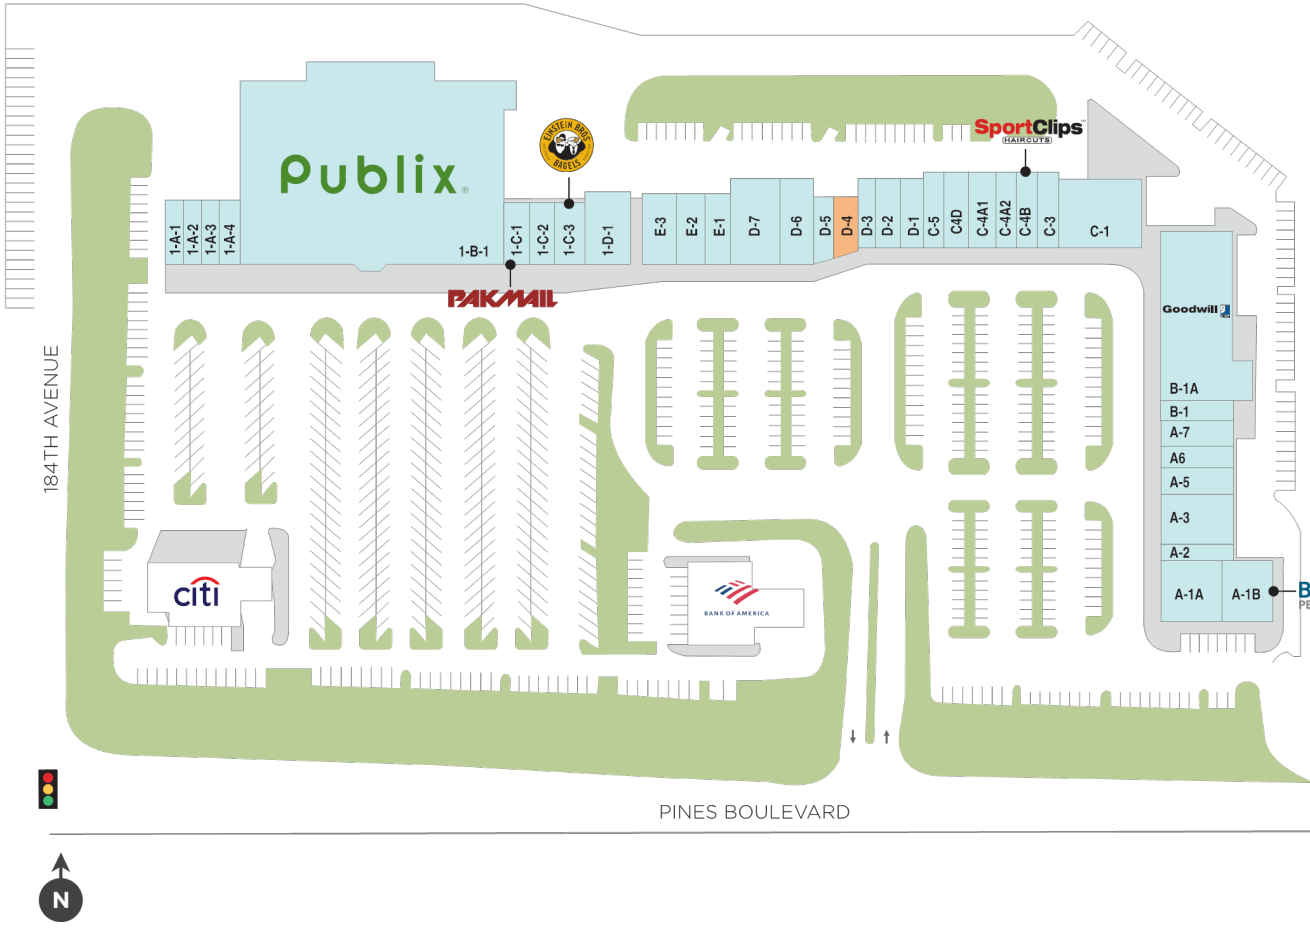 Publix
EINSTEIN BROS
BAGELS
SportClips
HAIRCUTS
1-A-1
1-A-2
1-A-3
1-A-4
1-B-1
1-C-1
1-C-2
1-C-3
1-D-1
E-3
E-2
E-1
D-7
D-6
D-5
D-4
D-3
D-2
D-1
C-5
C4D
C-4A1
C-4A2
C-4B
C-3
C-1
PAKMAIL
Goodwill
B-1A
B-1
A-7
A6
A-5
A-3
A-2
A-1A
A-1B
B
PE
184TH AVENUE
citi
BANK OF AMERICA
PINES BOULEVARD
N